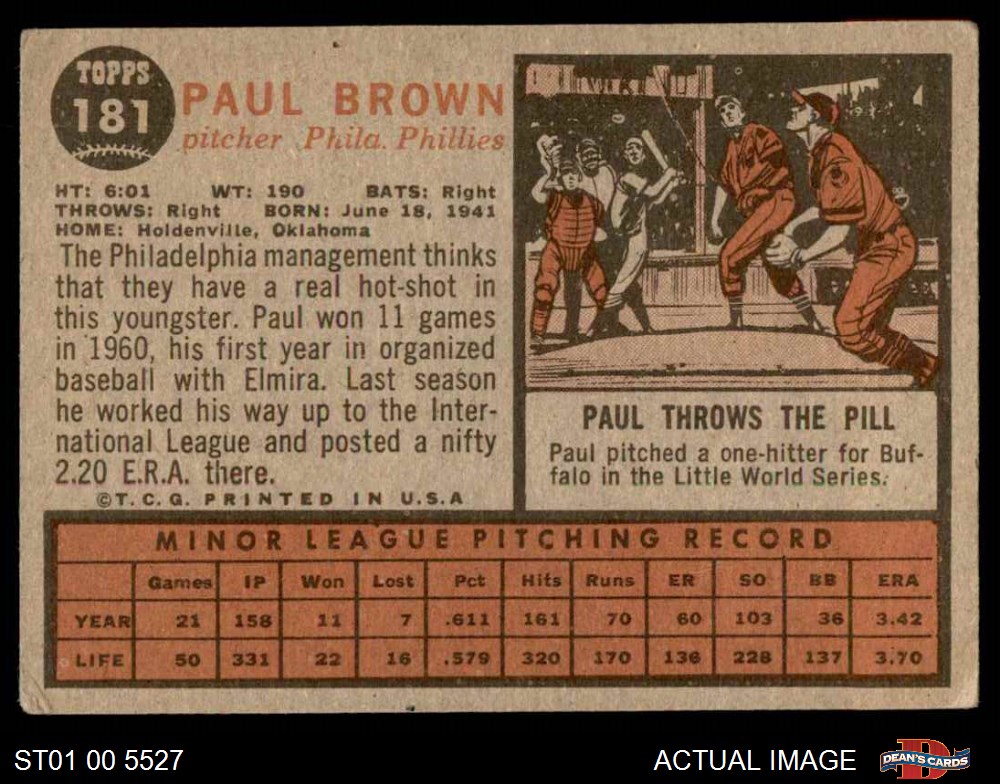 TOPPS
181
PAUL BROWN
pitcher Phila. Phillies
HT: 6:01 WT: 190 BATS: Right
THROWS: Right BORN: June 18, 1941
HOME: Holdenville, Oklahoma
The Philadelphia management thinks
that they have a real hot-shot in
this youngster. Paul won 11 games
in 1960, his first year in organized
baseball with Elmira. Last season
he worked his way up to the Inter-
national League and posted a nifty
2.20 E.R.A. there.
©T.C.G. PRINTED IN U.S.A
PAUL THROWS THE PILL
Paul pitched a one-hitter for Buf-
falo in the Little World Series.
MINOR LEAGUE PITCHING RECORD
Games IP Won Lost Pct Hits Runs ER SO BB ERA
YEAR 21 158 11 7 .611 161 70 60 103 36 3.42
LIFE 50 331 22 16 .579 320 170 136 228 137 3.70
ST01 00 5527
ACTUAL IMAGE
D
DEAN'S CARDS